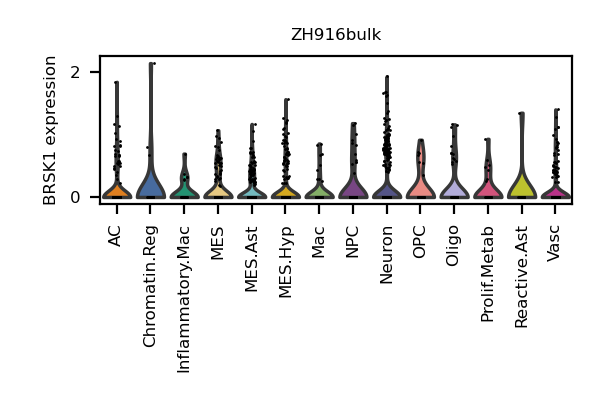 ZH916bulk
BRSK1 expression
2
0
AC
Chromatin.Reg
Inflammatory.Mac
MES
MES.Ast
MES.Hyp
Mac
NPC
Neuron
OPC
Oligo
Prolif.Metab
Reactive.Ast
Vasc